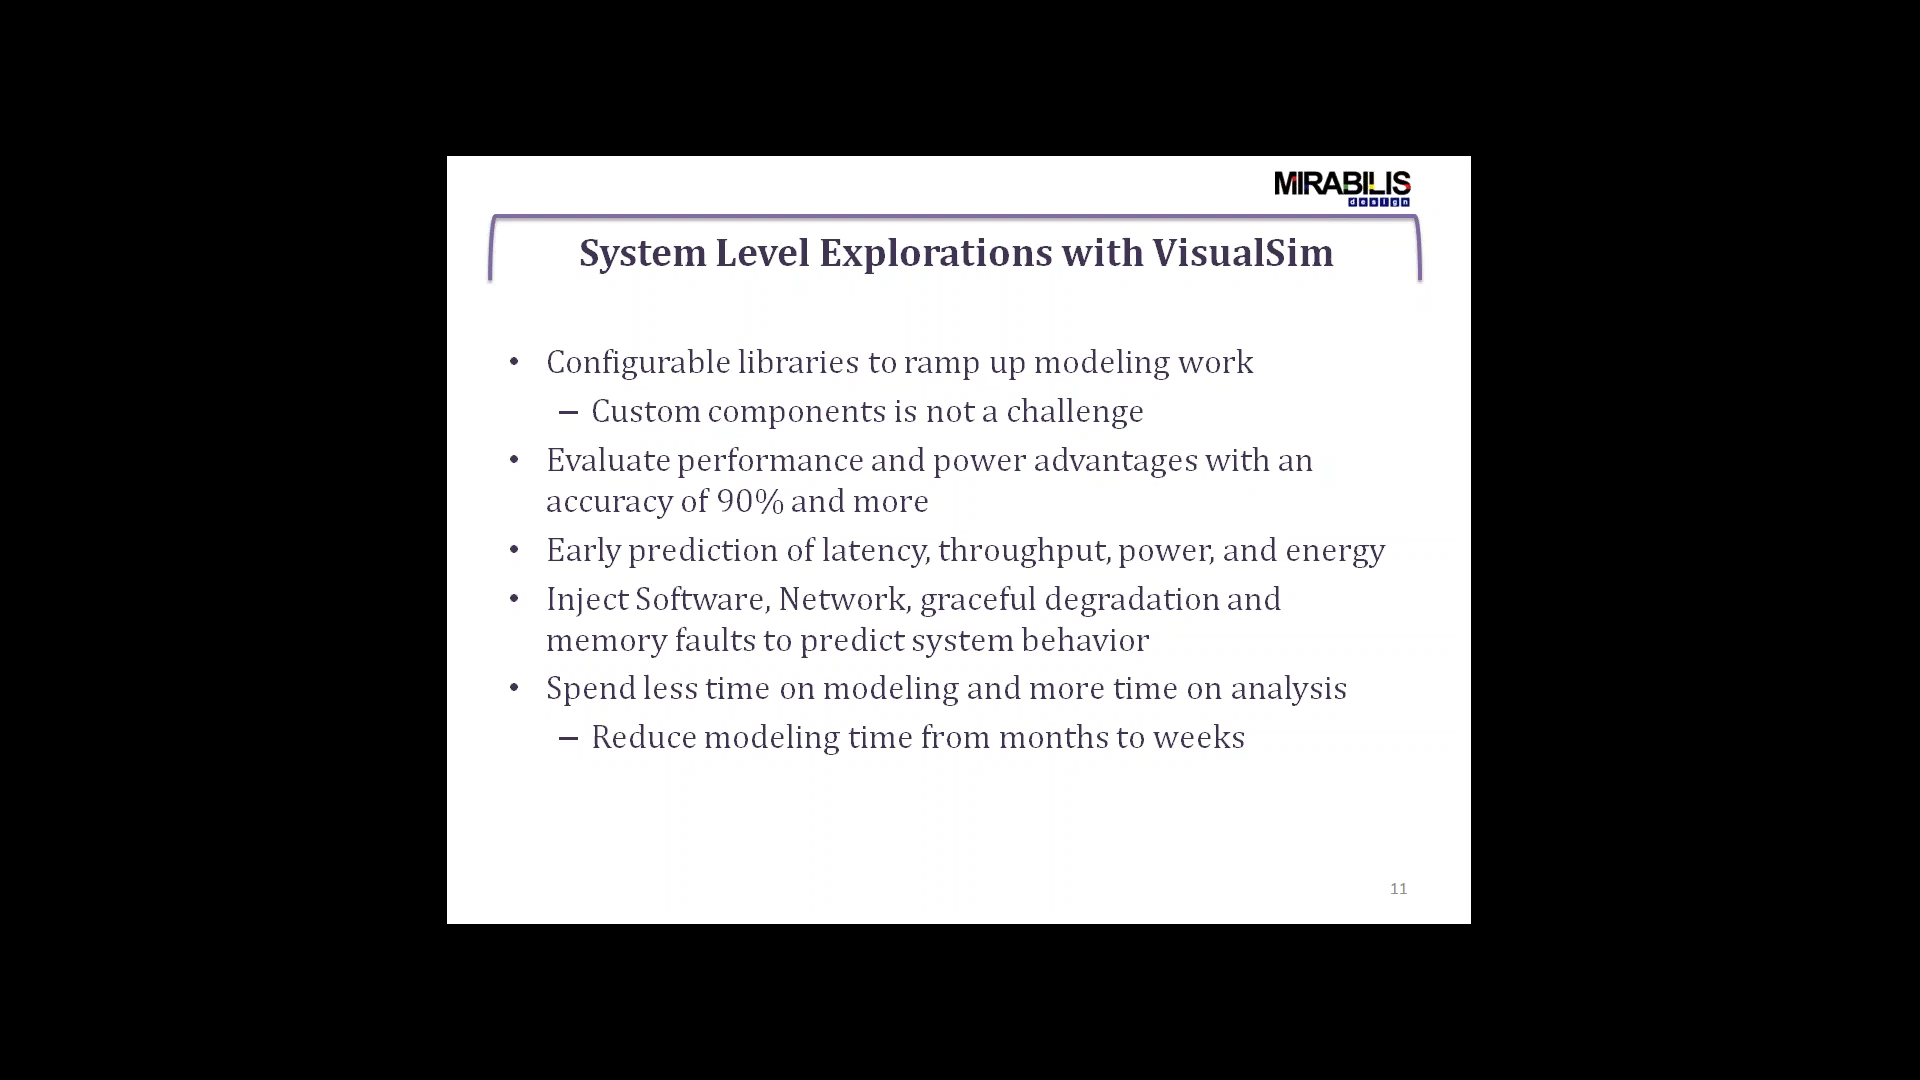 MIRABILIS
design
System Level Explorations with VisualSim
• Configurable libraries to ramp up modeling work
– Custom components is not a challenge
• Evaluate performance and power advantages with an
accuracy of 90% and more
• Early prediction of latency, throughput, power, and energy
• Inject Software, Network, graceful degradation and
memory faults to predict system behavior
• Spend less time on modeling and more time on analysis
– Reduce modeling time from months to weeks
11